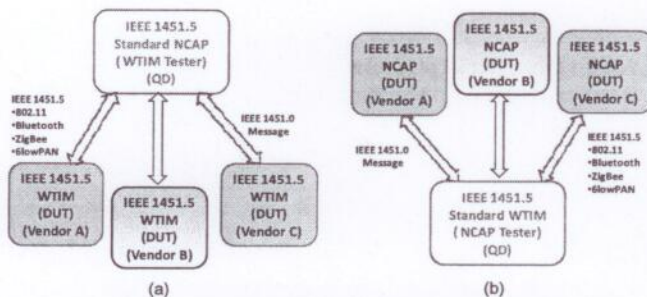 IEEE 1451.5
Standard NCAP
(WTIM Tester)
(QD)
IEEE 1451.5
•802.11
•Bluetooth
•ZigBee
•6lowPAN
IEEE 1451.0
Message
IEEE 1451.5
WTIM
(DUT)
(Vendor A)
IEEE 1451.5
WTIM
(DUT)
(Vendor B)
IEEE 1451.5
WTIM
(DUT)
(Vendor C)
(a)
IEEE 1451.5
NCAP
(DUT)
(Vendor A)
IEEE 1451.5
NCAP
(DUT)
(Vendor B)
IEEE 1451.5
NCAP
(DUT)
(Vendor C)
IEEE 1451.0
Message
IEEE 1451.5
•802.11
•Bluetooth
•ZigBee
•6lowPAN
IEEE 1451.5
Standard WTIM
(NCAP Tester)
(QD)
(b)